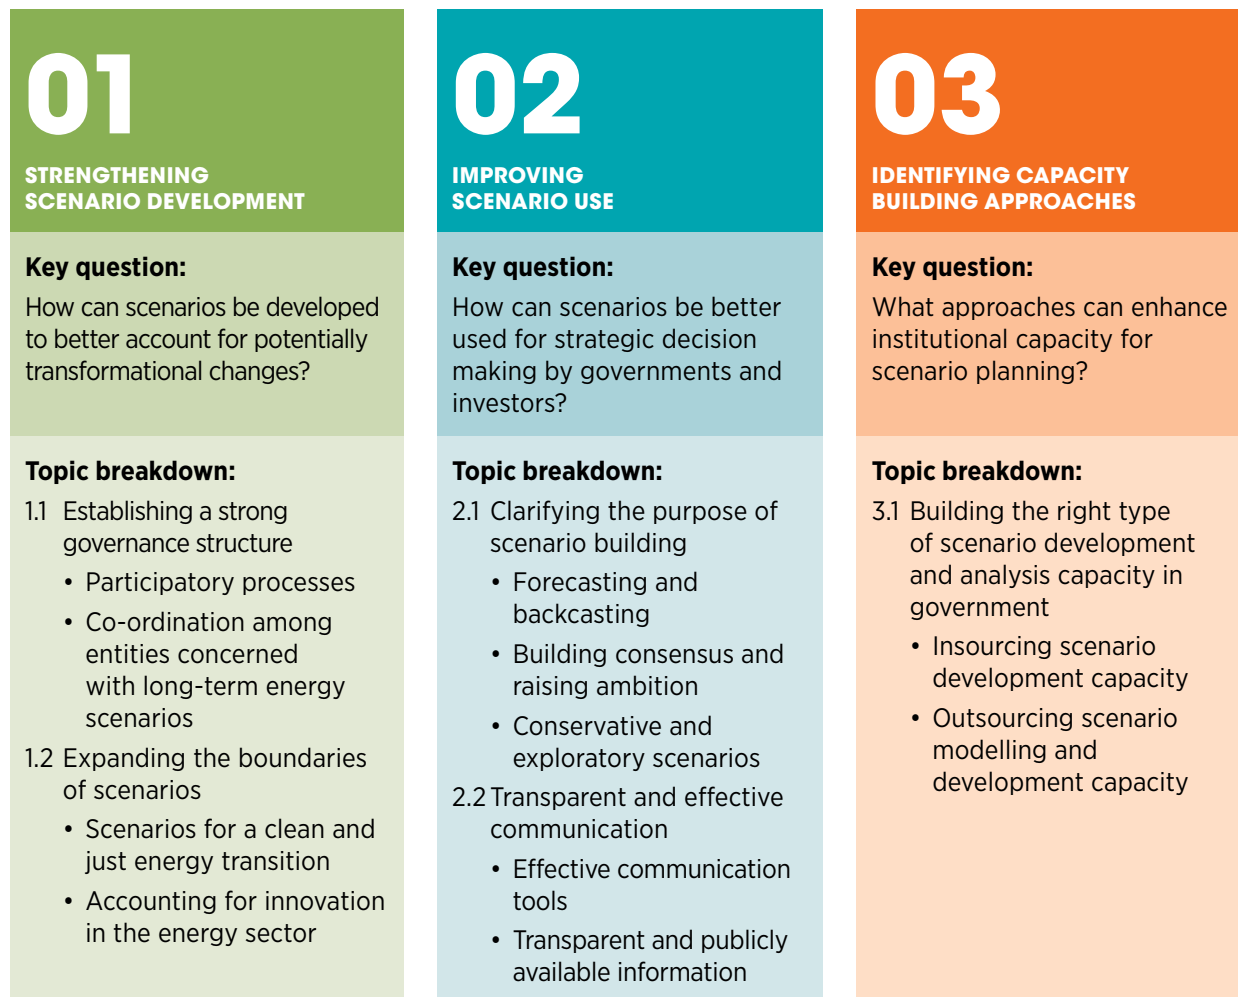 01
STRENGTHENING
SCENARIO DEVELOPMENT
Key question:
How can scenarios be developed
to better account for potentially
transformational changes?
Topic breakdown:
1.1 Establishing a strong
governance structure
• Participatory processes
• Co-ordination among
entities concerned
with long-term energy
scenarios
1.2 Expanding the boundaries
of scenarios
• Scenarios for a clean and
just energy transition
• Accounting for innovation
in the energy sector
02
IMPROVING
SCENARIO USE
Key question:
How can scenarios be better
used for strategic decision
making by governments and
investors?
Topic breakdown:
2.1 Clarifying the purpose of
scenario building
• Forecasting and
backcasting
• Building consensus and
raising ambition
• Conservative and
exploratory scenarios
2.2 Transparent and effective
communication
• Effective communication
tools
• Transparent and publicly
available information
03
IDENTIFYING CAPACITY
BUILDING APPROACHES
Key question:
What approaches can enhance
institutional capacity for
scenario planning?
Topic breakdown:
3.1 Building the right type
of scenario development
and analysis capacity in
government
• Insourcing scenario
development capacity
• Outsourcing scenario
modelling and
development capacity